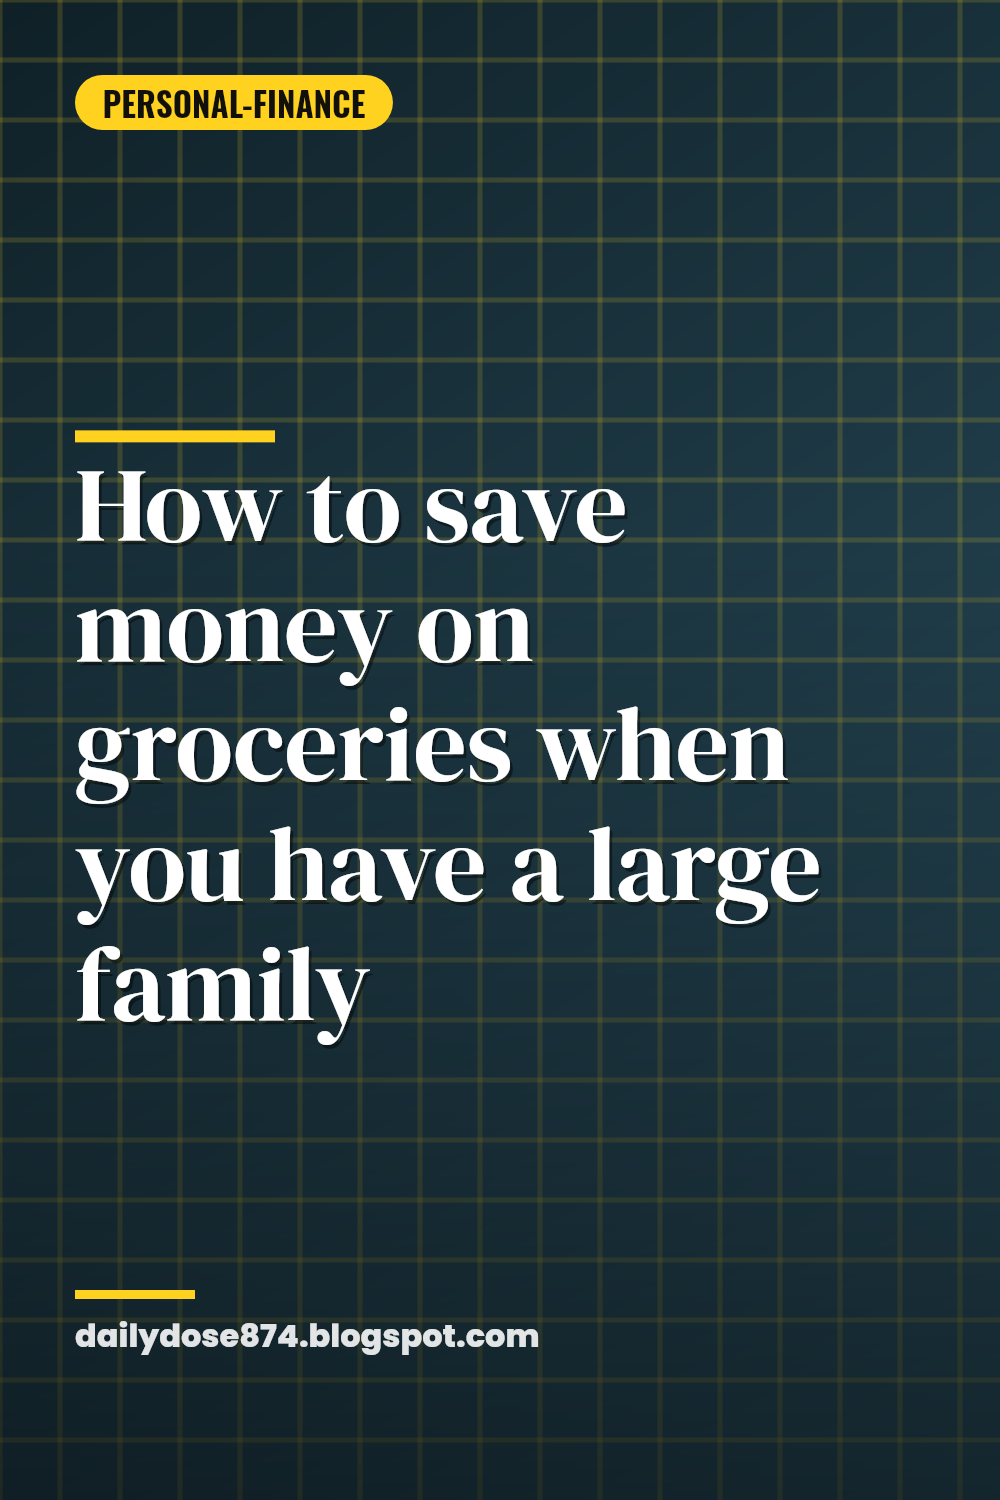 PERSONAL-FINANCE
How to save
money on
groceries when
you have a large
family
dailydose874.blogspot.com